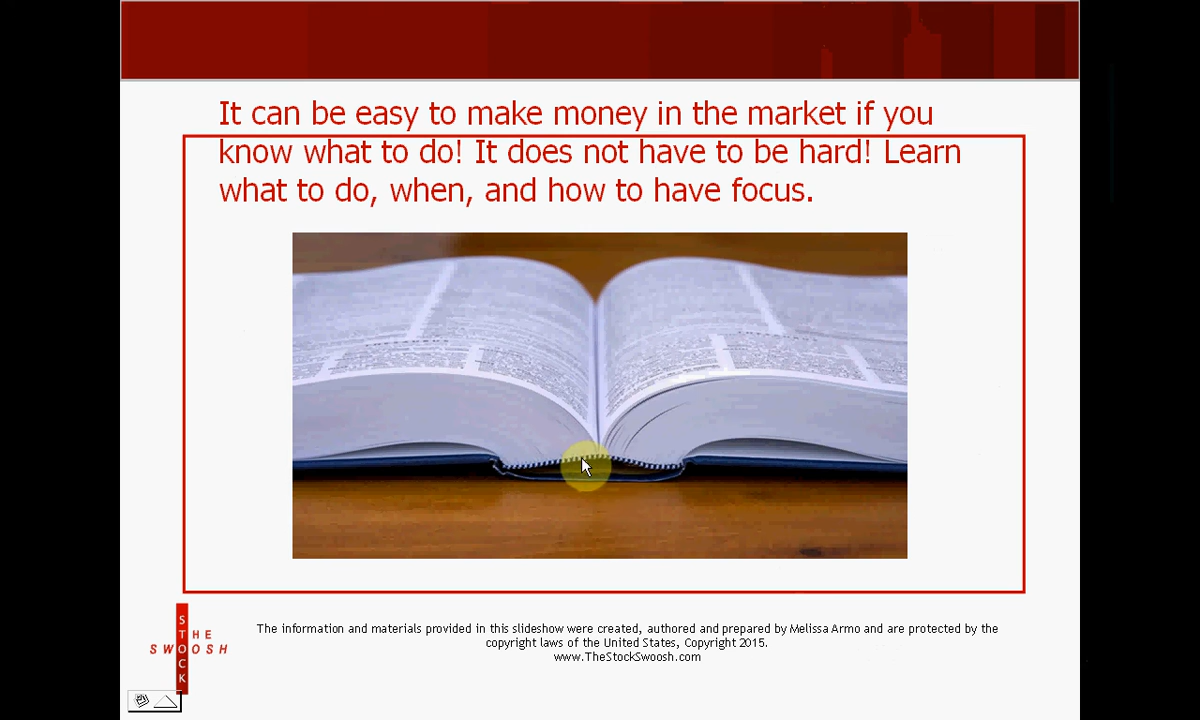 It can be easy to make money in the market if you
know what to do! It does not have to be hard! Learn
what to do, when, and how to have focus.
THE
STOCK
SWOOSH
The information and materials provided in this slideshow were created, authored and prepared by Melissa Armo and are protected by the
copyright laws of the United States, Copyright 2015.
www.TheStockSwoosh.com